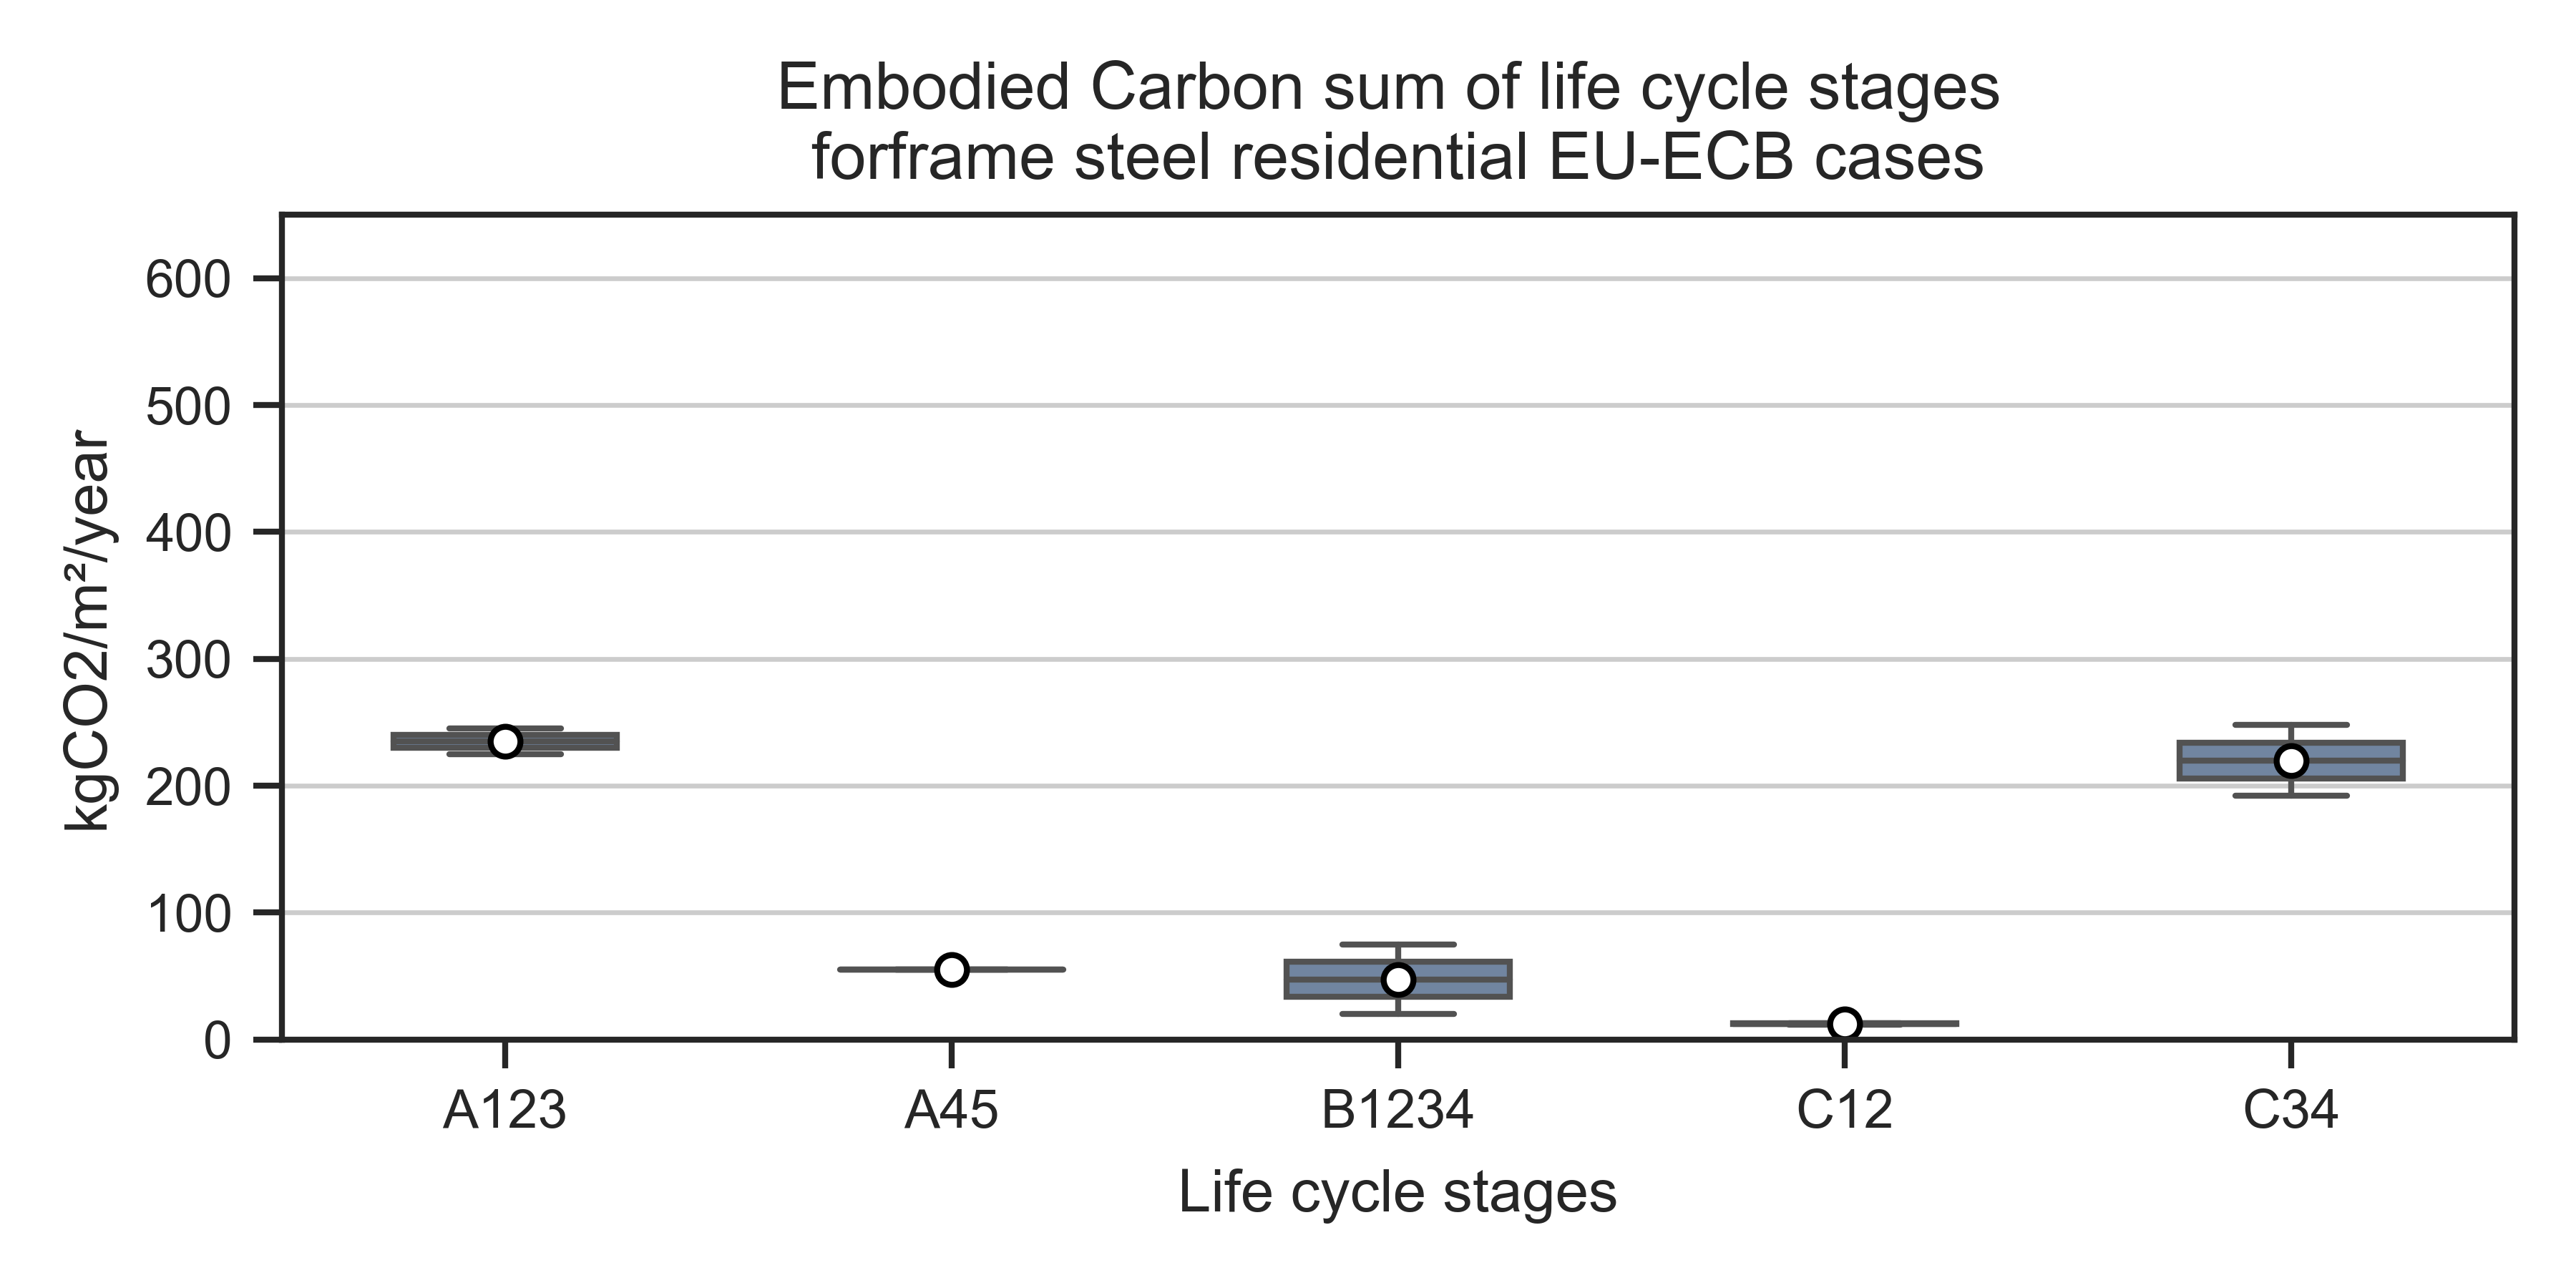 Embodied Carbon sum of life cycle stages
forframe steel residential EU-ECB cases
kgCO2/m²/year
600
500
400
300
200
100
0
A123 A45 B1234 C12 C34
Life cycle stages